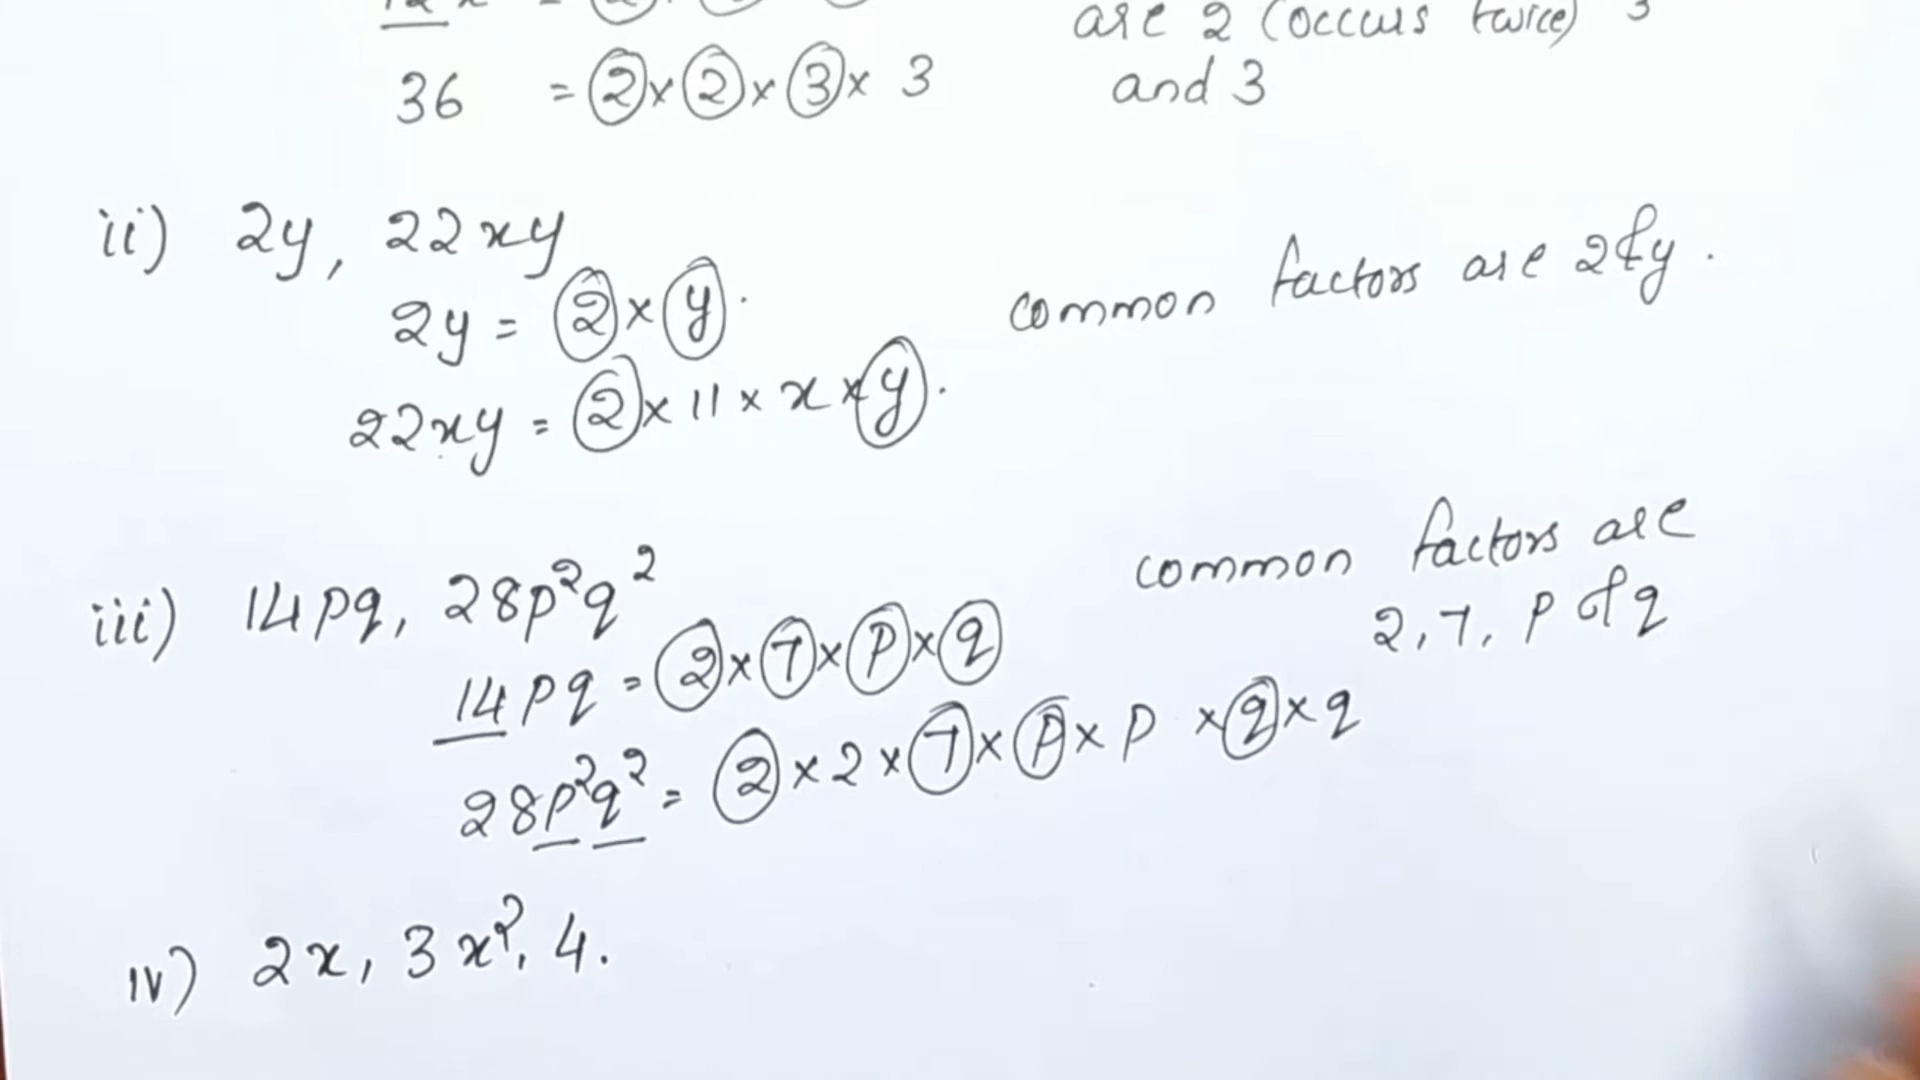 are 2 (occurs twice)
36 = 2 x 2 x 3 x 3
and 3
ii) 2y, 22xy
2y = 2 x y.
common factors are 2 & y.
22xy = 2 x 11 x x x y.
iii) 14pq, 28p²q²
common factors are
2, 7, p & q
14pq = 2 x 7 x p x q
28p²q² = 2 x 2 x 7 x p x p x q x q
iv) 2x, 3x², 4.